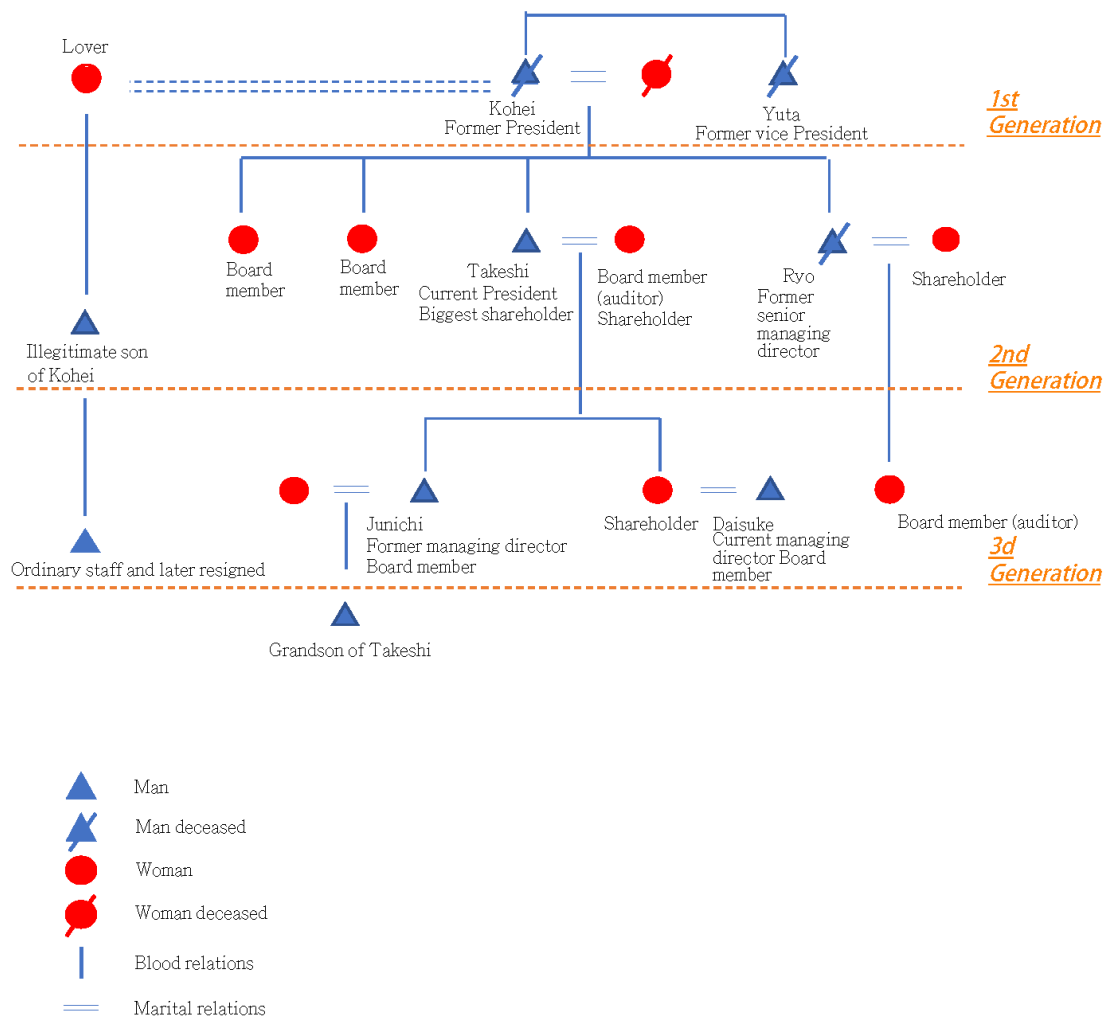 Lover
Kohei
Former President
Yuta
Former vice President
1st
Generation
Board
member
Board
member
Takeshi
Current President
Biggest shareholder
Board member
(auditor)
Shareholder
Ryo
Former
senior
managing
director
Shareholder
Illegitimate son
of Kohei
2nd
Generation
Junichi
Former managing director
Board member
Shareholder
Daisuke
Current managing
director Board
member
Board member (auditor)
Ordinary staff and later resigned
3d
Generation
Grandson of Takeshi
Man
Man deceased
Woman
Woman deceased
Blood relations
Marital relations